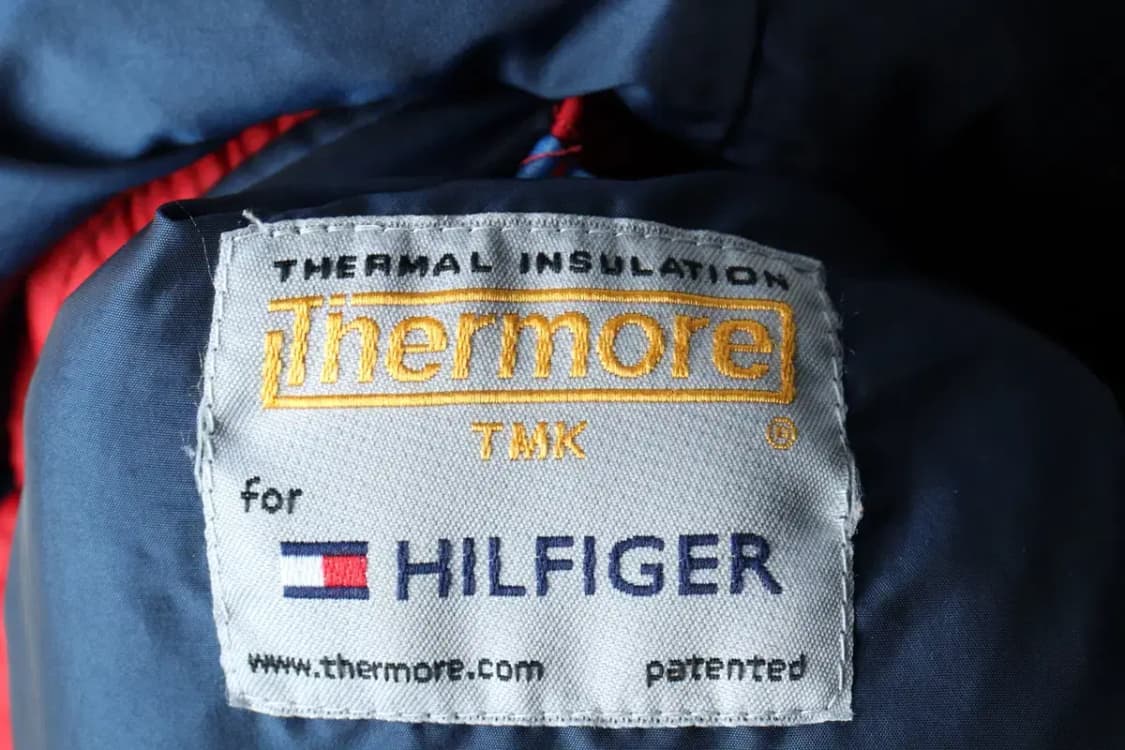 THERMAL INSULATION
Thermore
TMK ®
for
HILFIGER
www.thermore.com patented